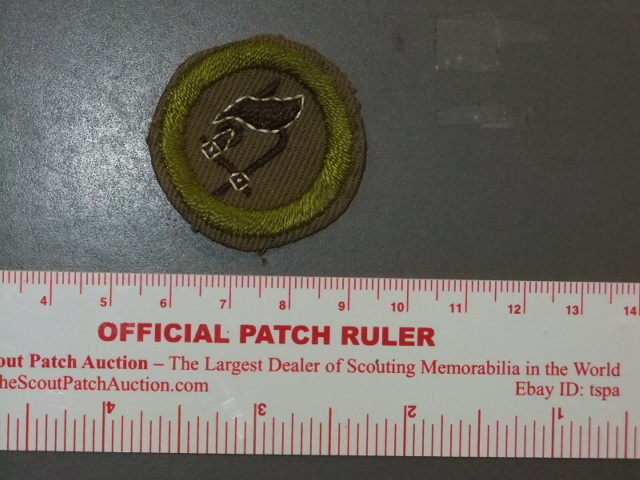 4 5 6 7 8 9 10 11 12 13 14
OFFICIAL PATCH RULER
out Patch Auction – The Largest Dealer of Scouting Memorabilia in the World
heScoutPatchAuction.com Ebay ID: tspa
4 3 2 1